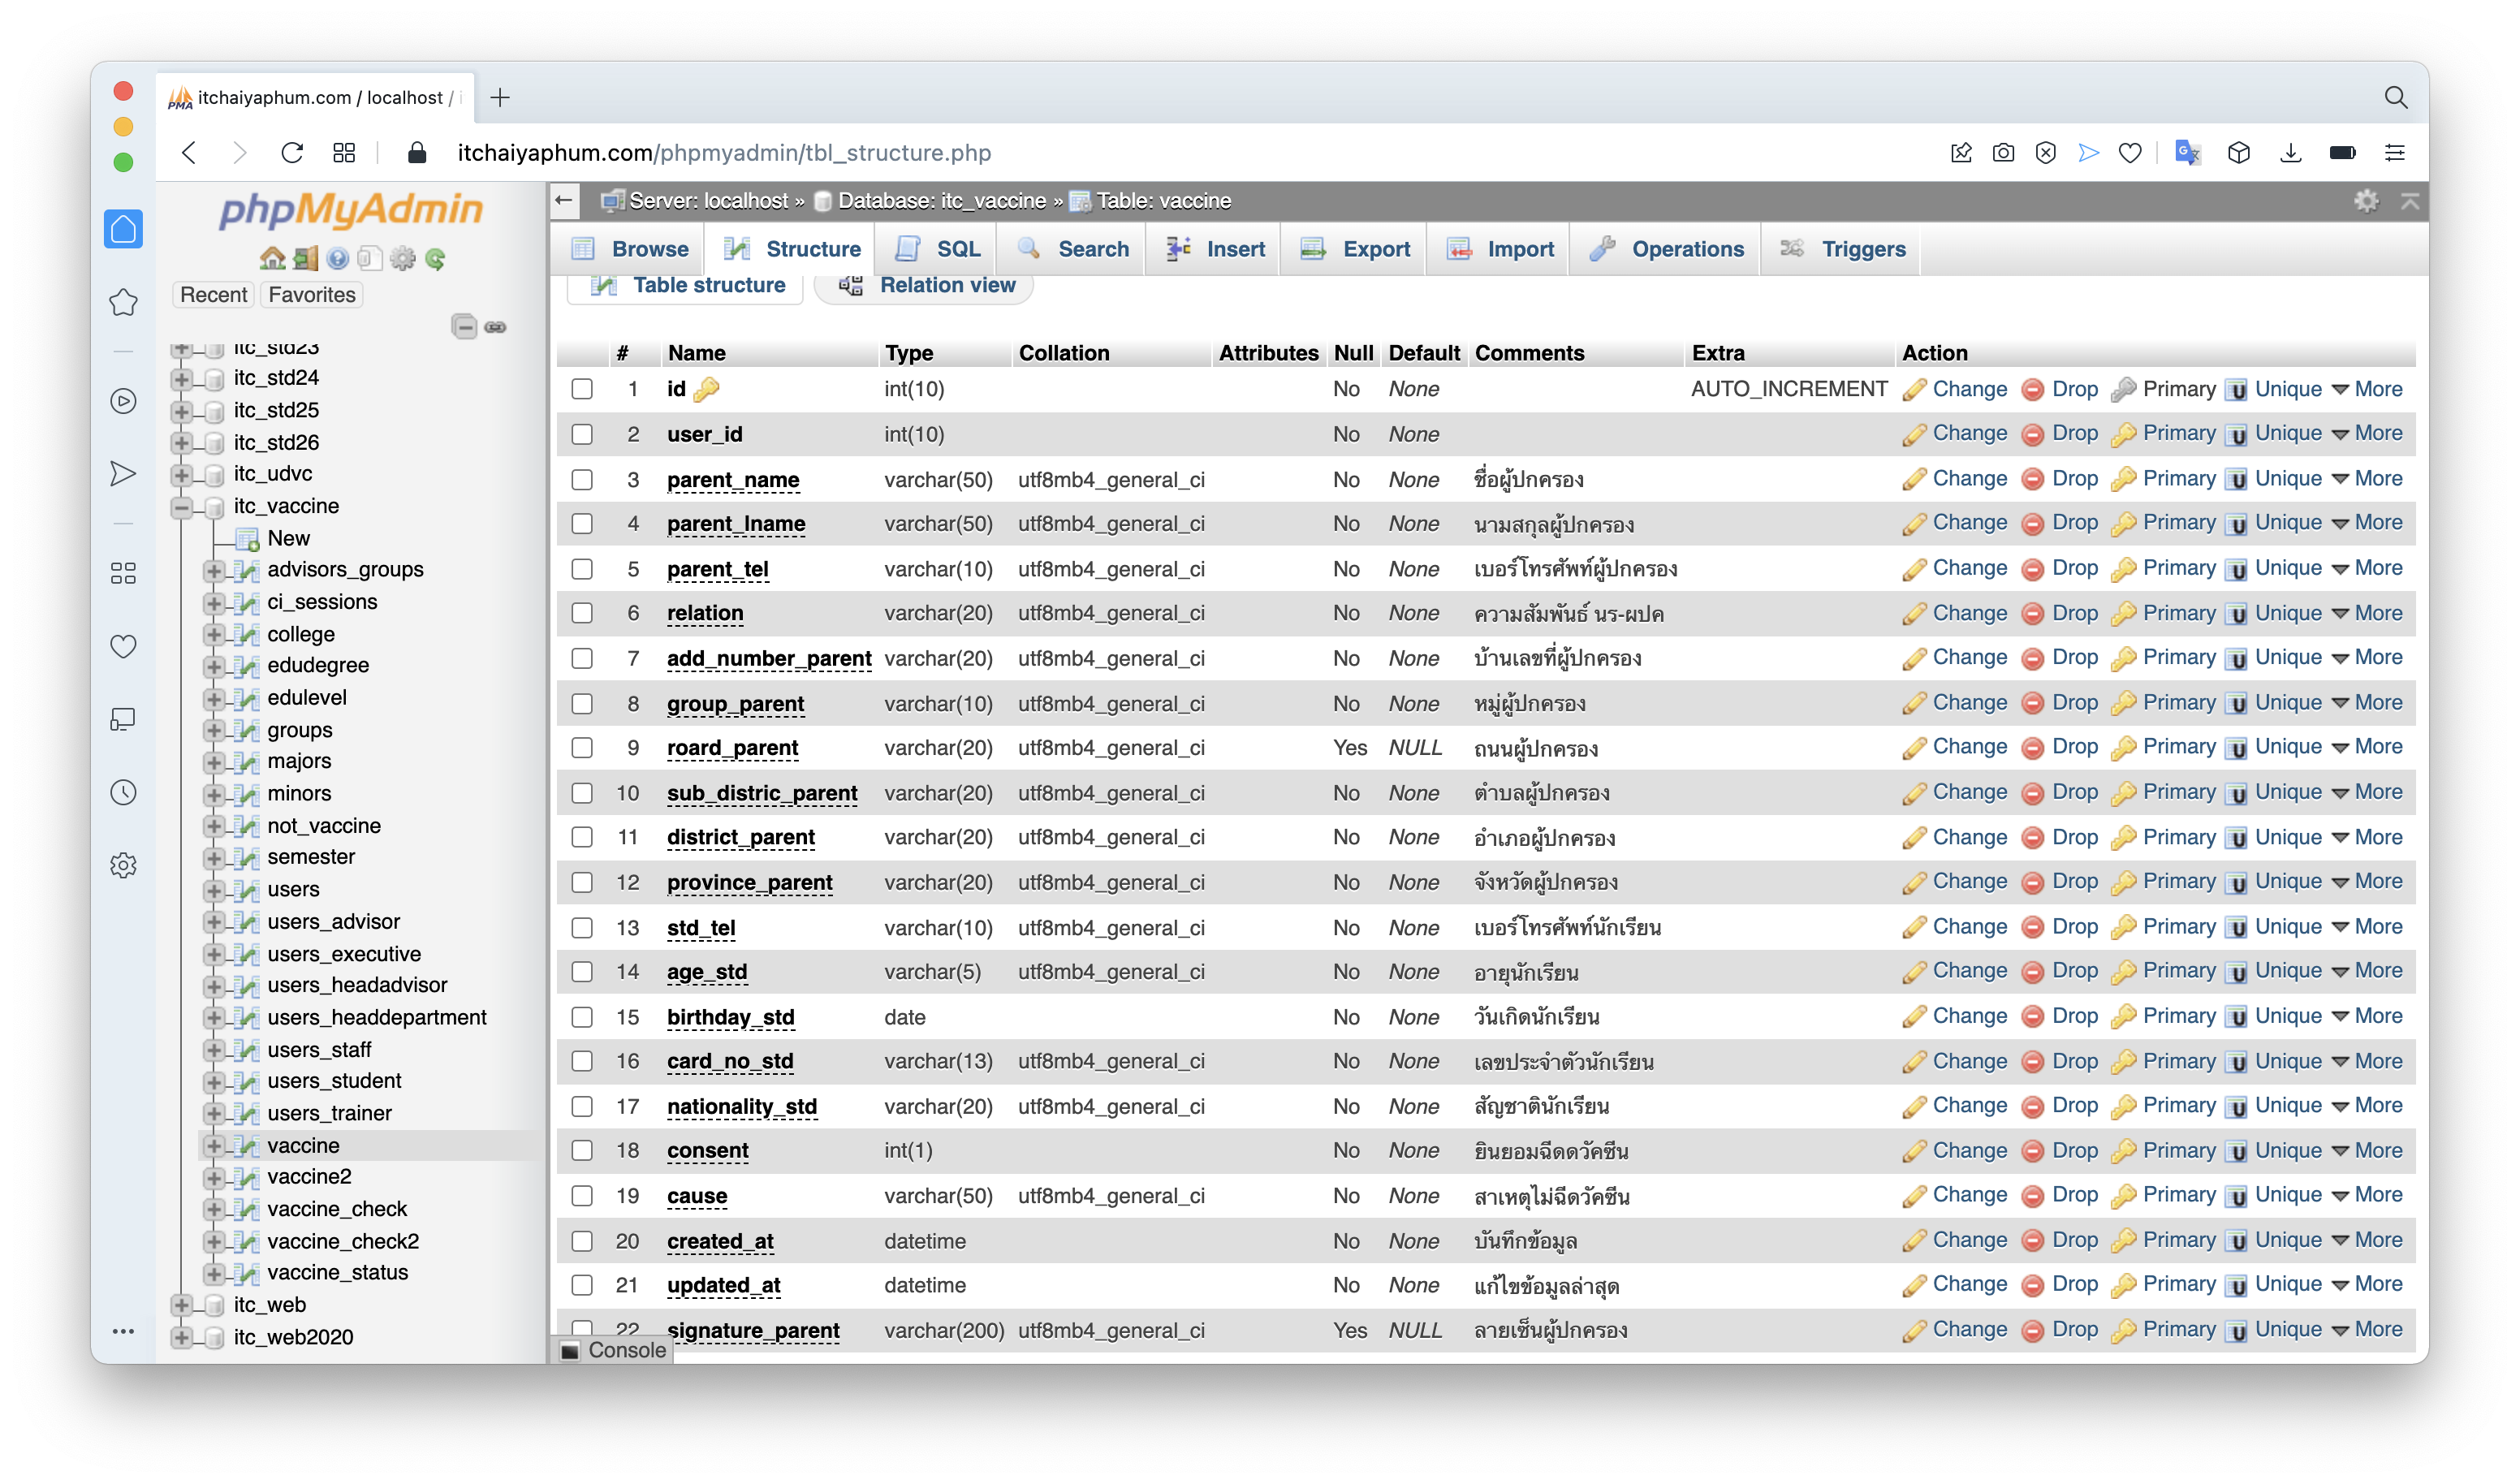 itchaiyaphum.com / localhost / i
itchaiyaphum.com/phpmyadmin/tbl_structure.php
phpMyAdmin
Recent Favorites
itc_std23
itc_std24
itc_std25
itc_std26
itc_udvc
itc_vaccine
New
advisors_groups
ci_sessions
college
edudegree
edulevel
groups
majors
minors
not_vaccine
semester
users
users_advisor
users_executive
users_headadvisor
users_headdepartment
users_staff
users_student
users_trainer
vaccine
vaccine2
vaccine_check
vaccine_check2
vaccine_status
itc_web
itc_web2020
Server: localhost » Database: itc_vaccine » Table: vaccine
Browse Structure SQL Search Insert Export Import Operations Triggers
Table structure Relation view
# Name Type Collation Attributes Null Default Comments Extra Action
1 id int(10) No None AUTO_INCREMENT Change Drop Primary Unique More
2 user_id int(10) No None Change Drop Primary Unique More
3 parent_name varchar(50) utf8mb4_general_ci No None ชื่อผู้ปกครอง Change Drop Primary Unique More
4 parent_lname varchar(50) utf8mb4_general_ci No None นามสกุลผู้ปกครอง Change Drop Primary Unique More
5 parent_tel varchar(10) utf8mb4_general_ci No None เบอร์โทรศัพท์ผู้ปกครอง Change Drop Primary Unique More
6 relation varchar(20) utf8mb4_general_ci No None ความสัมพันธ์ นร-ผปค Change Drop Primary Unique More
7 add_number_parent varchar(20) utf8mb4_general_ci No None บ้านเลขที่ผู้ปกครอง Change Drop Primary Unique More
8 group_parent varchar(10) utf8mb4_general_ci No None หมู่ผู้ปกครอง Change Drop Primary Unique More
9 roard_parent varchar(20) utf8mb4_general_ci Yes NULL ถนนผู้ปกครอง Change Drop Primary Unique More
10 sub_distric_parent varchar(20) utf8mb4_general_ci No None ตำบลผู้ปกครอง Change Drop Primary Unique More
11 district_parent varchar(20) utf8mb4_general_ci No None อำเภอผู้ปกครอง Change Drop Primary Unique More
12 province_parent varchar(20) utf8mb4_general_ci No None จังหวัดผู้ปกครอง Change Drop Primary Unique More
13 std_tel varchar(10) utf8mb4_general_ci No None เบอร์โทรศัพท์นักเรียน Change Drop Primary Unique More
14 age_std varchar(5) utf8mb4_general_ci No None อายุนักเรียน Change Drop Primary Unique More
15 birthday_std date No None วันเกิดนักเรียน Change Drop Primary Unique More
16 card_no_std varchar(13) utf8mb4_general_ci No None เลขประจำตัวนักเรียน Change Drop Primary Unique More
17 nationality_std varchar(20) utf8mb4_general_ci No None สัญชาตินักเรียน Change Drop Primary Unique More
18 consent int(1) No None ยินยอมฉีดดวัคซีน Change Drop Primary Unique More
19 cause varchar(50) utf8mb4_general_ci No None สาเหตุไม่ฉีดวัคซีน Change Drop Primary Unique More
20 created_at datetime No None บันทึกข้อมูล Change Drop Primary Unique More
21 updated_at datetime No None แก้ไขข้อมูลล่าสุด Change Drop Primary Unique More
22 signature_parent varchar(200) utf8mb4_general_ci Yes NULL ลายเซ็นผู้ปกครอง Change Drop Primary Unique More
Console